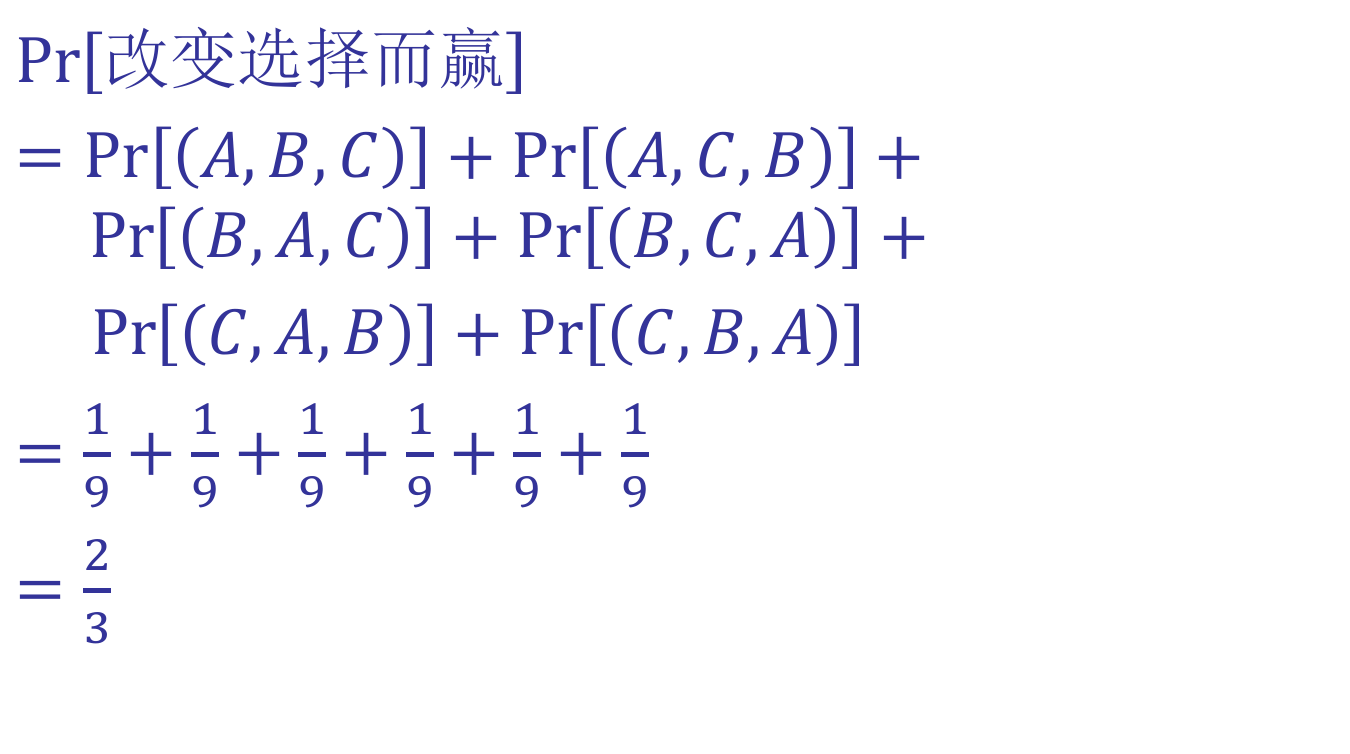 Pr[改变选择而赢]
= Pr[(A, B, C)] + Pr[(A, C, B)] +
Pr[(B, A, C)] + Pr[(B, C, A)] +
Pr[(C, A, B)] + Pr[(C, B, A)]
= 1/9 + 1/9 + 1/9 + 1/9 + 1/9 + 1/9
= 2/3